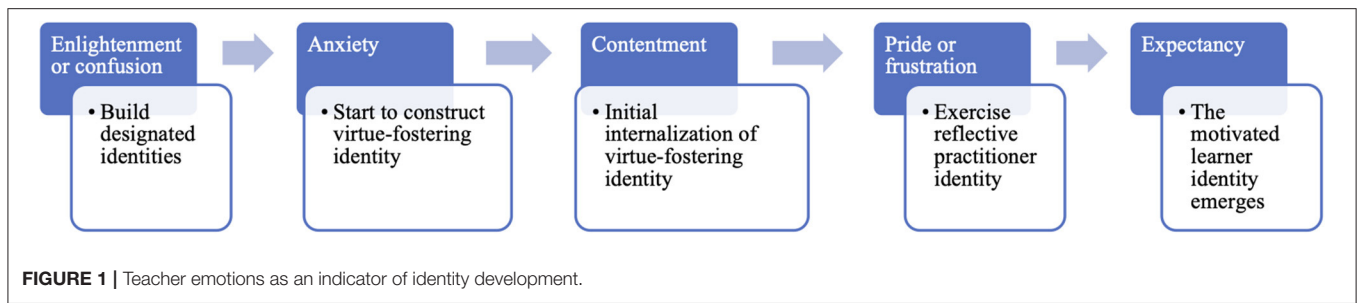 Enlightenment
or confusion
• Build
designated
identities
Anxiety
• Start to construct
virtue-fostering
identity
Contentment
• Initial
internalization of
virtue-fostering
identity
Pride or
frustration
• Exercise
reflective
practitioner
identity
Expectancy
• The
motivated
learner
identity
emerges
FIGURE 1 | Teacher emotions as an indicator of identity development.